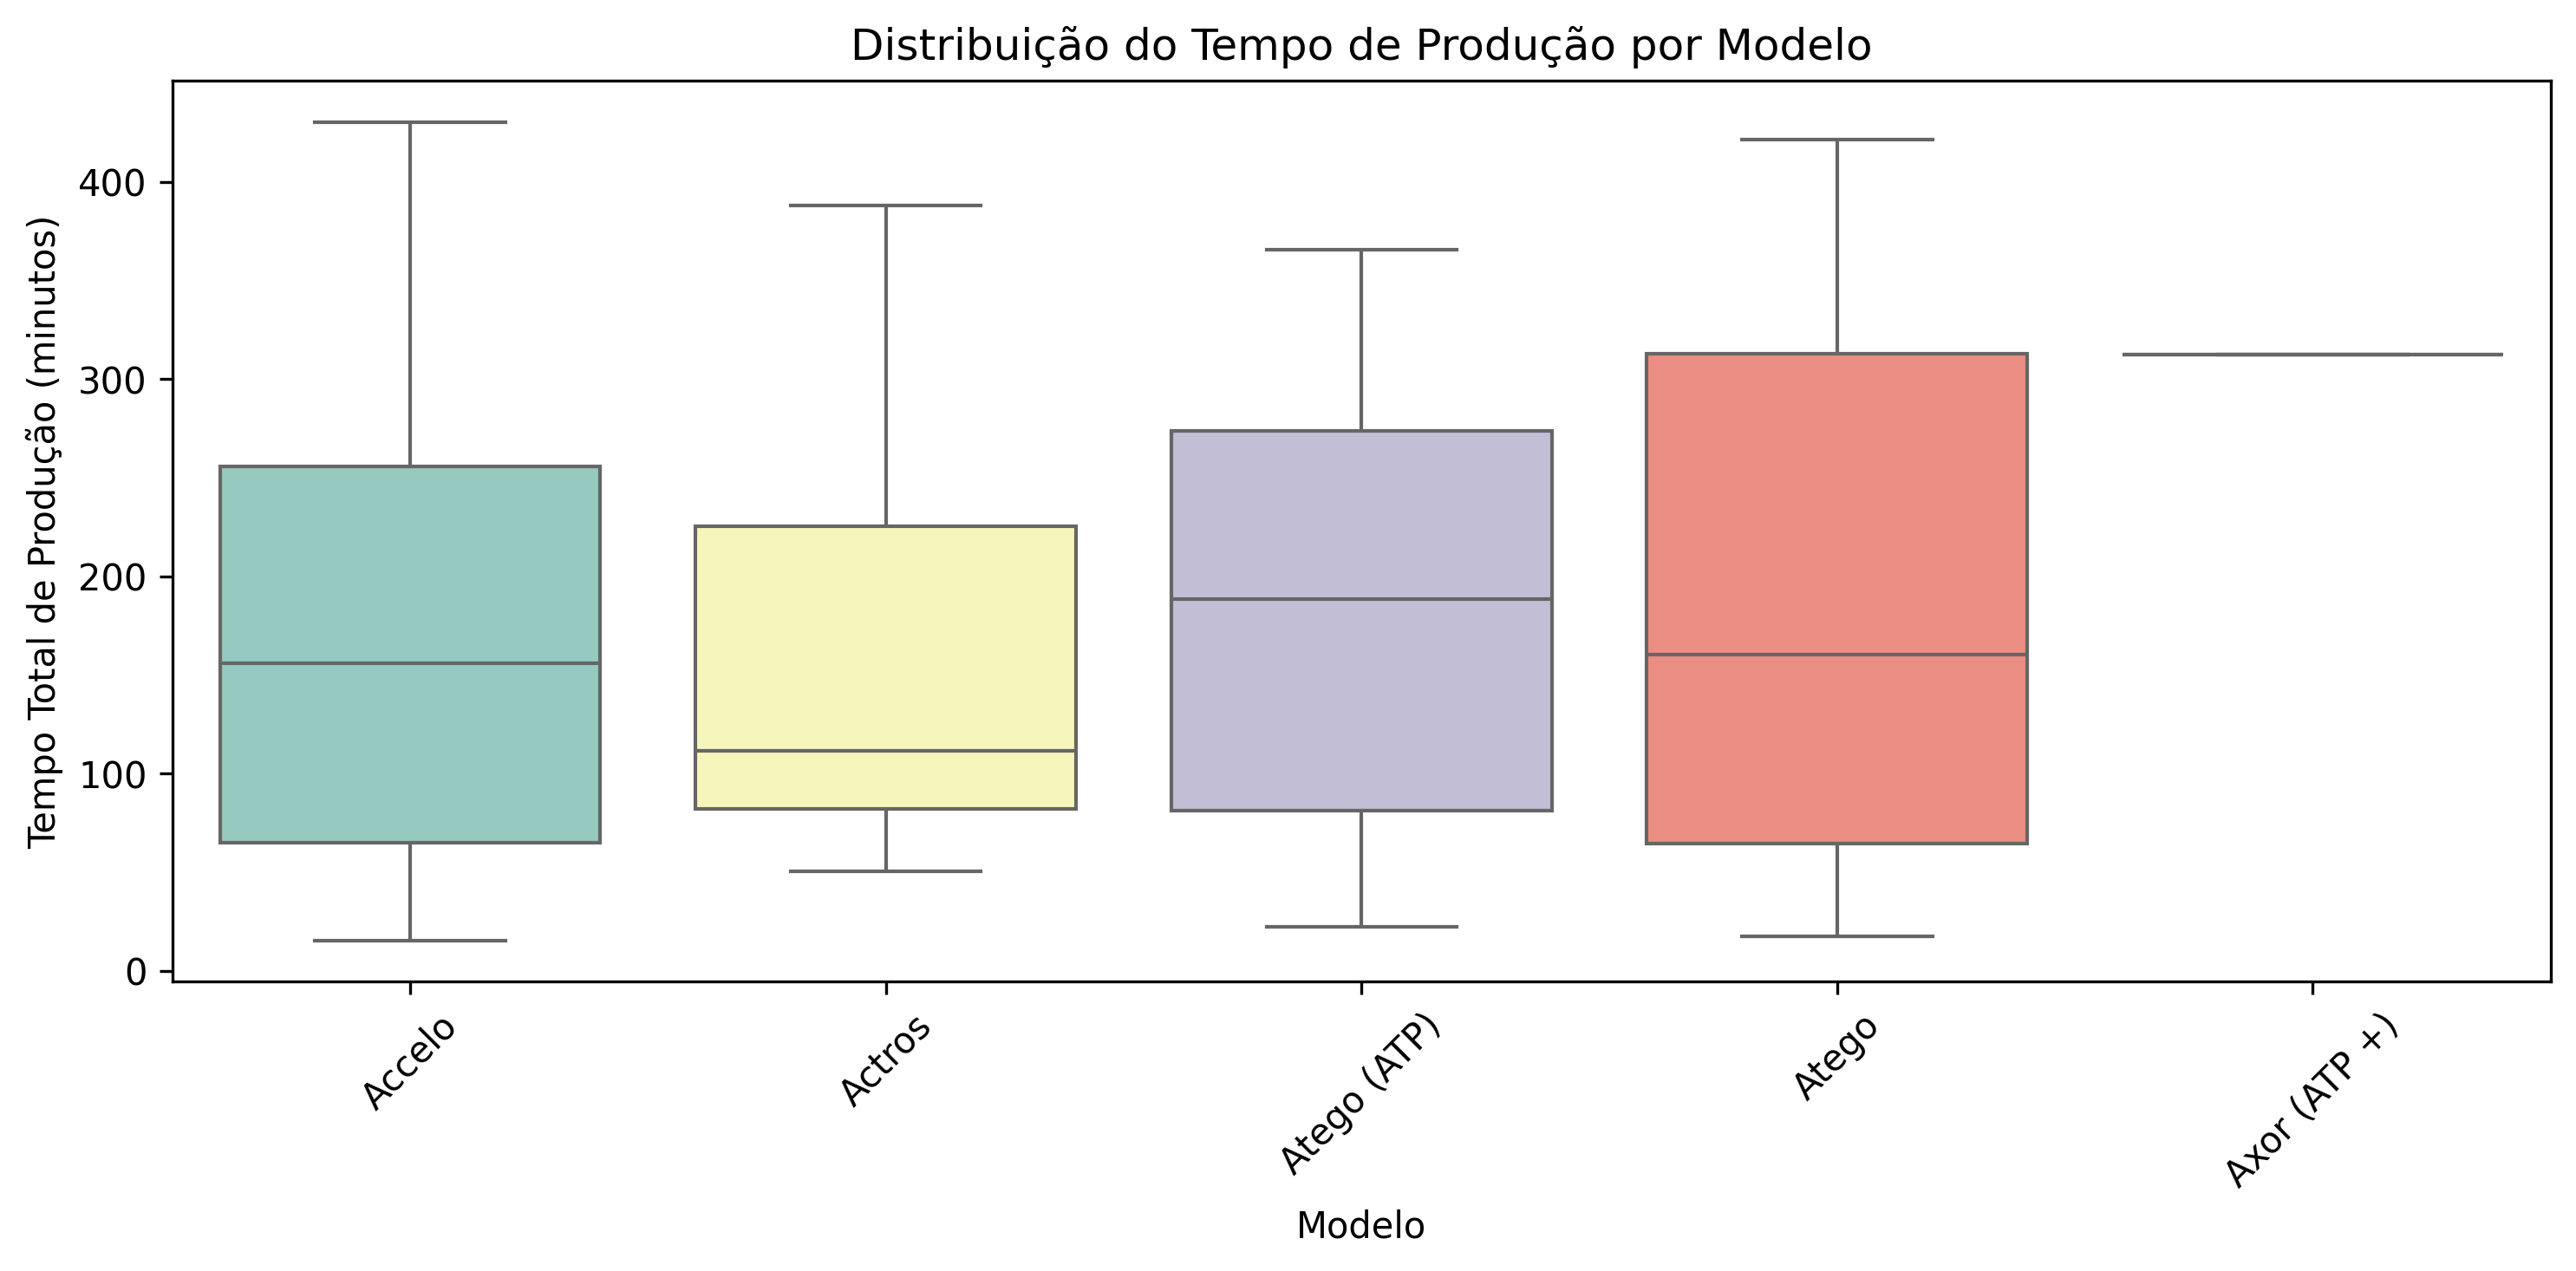 Distribuição do Tempo de Produção por Modelo
Tempo Total de Produção (minutos)
400
300
200
100
0
Accelo
Actros
Atego (ATP)
Atego
Axor (ATP +)
Modelo